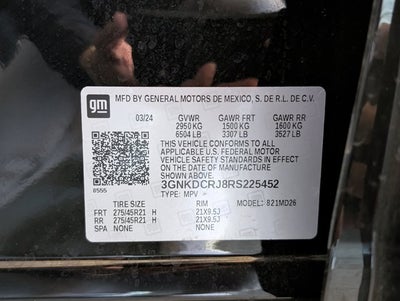 gm
MFD BY GENERAL MOTORS DE MEXICO, S. DE R.L. DE C.V.
03/24 GVWR GAWR FRT GAWR RR
2950 KG 1500 KG 1600 KG
6504 LB 3307 LB 3527 LB
THIS VEHICLE CONFORMS TO ALL
APPLICABLE U.S. FEDERAL MOTOR
VEHICLE SAFETY STANDARDS IN EFFECT
ON THE DATE OF MANUFACTURE
SHOWN ABOVE.
3GNKDCRJ8RS225452
8555 TYPE: MPV MODEL: 821MD26
TIRE SIZE RIM
FRT 275/45R21 H 21X9.5J
RR 275/45R21 H 21X9.5J
SPA NONE NONE